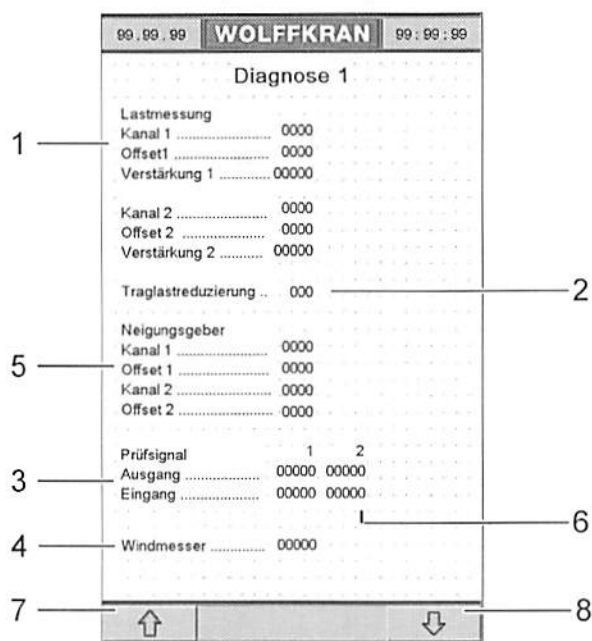 99.99.99 WOLFFKRAN 99:99:99
Diagnose 1
Lastmessung
1
Kanal 1 ...................... 0000
Offset1 ...................... 0000
Verstärkung 1 ............ 00000
Kanal 2 ...................... 0000
Offset 2 ..................... 0000
Verstärkung 2 .......... 00000
Traglastreduzierung .. 000 2
Neigungsgeber
Kanal 1 ...................... 0000
5 Offset 1 ..................... 0000
Kanal 2 ...................... 0000
Offset 2 ..................... 0000
Prüfsignal 1 2
3 Ausgang .................. 00000 00000
Eingang .................... 00000 00000
I 6
4 Windmesser ............. 00000
7 8